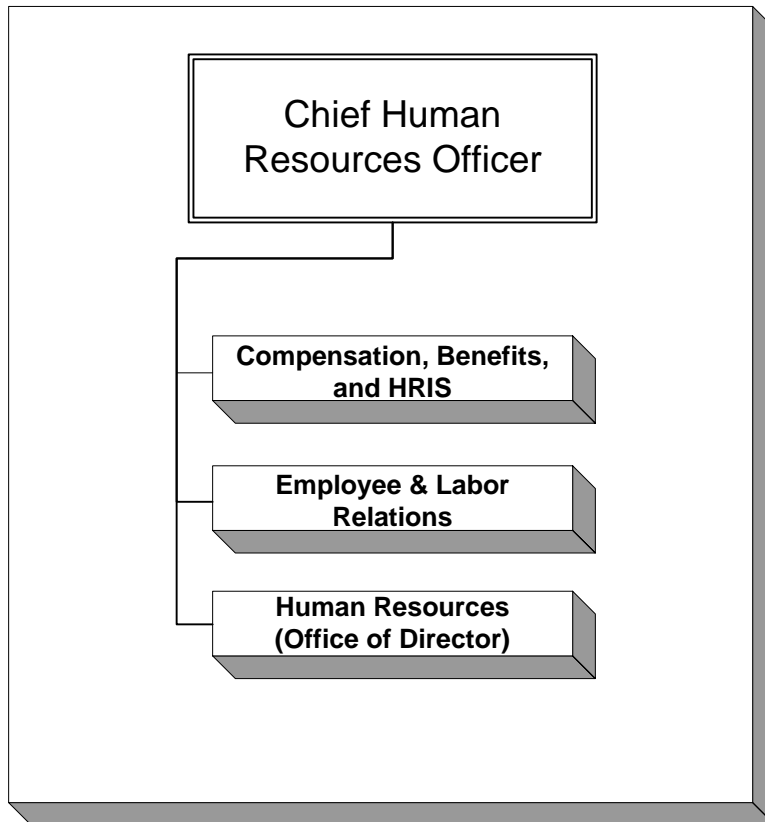 Chief Human
Resources Officer
Compensation, Benefits,
and HRIS
Employee & Labor
Relations
Human Resources
(Office of Director)